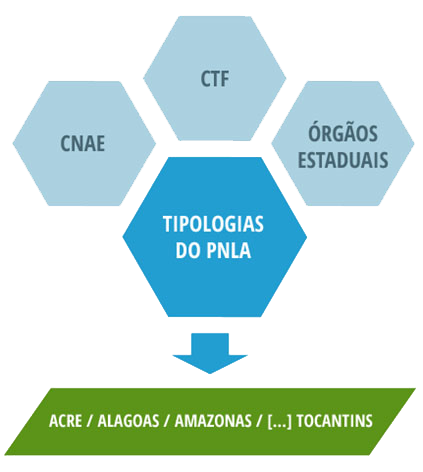 CTF
CNAE
ÓRGÃOS
ESTADUAIS
TIPOLOGIAS
DO PNLA
ACRE / ALAGOAS / AMAZONAS / [...] TOCANTINS